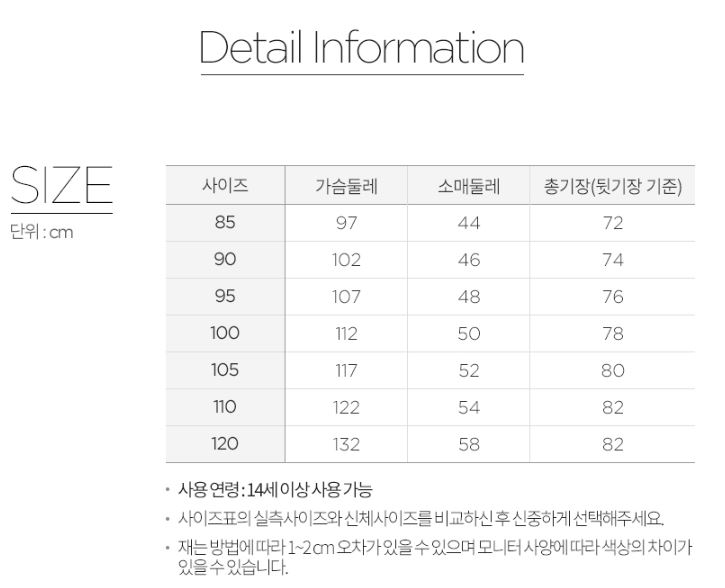 Detail Information
SIZE
단위 : cm
사이즈 가슴둘레 소매둘레 총기장(뒷기장 기준)
85 97 44 72
90 102 46 74
95 107 48 76
100 112 50 78
105 117 52 80
110 122 54 82
120 132 58 82
• 사용 연령 : 14세 이상 사용 가능
• 사이즈표의 실측사이즈와 신체사이즈를 비교하신 후 신중하게 선택해주세요.
• 재는 방법에 따라 1~2 cm 오차가 있을 수 있으며 모니터 사양에 따라 색상의 차이가
있을 수 있습니다.